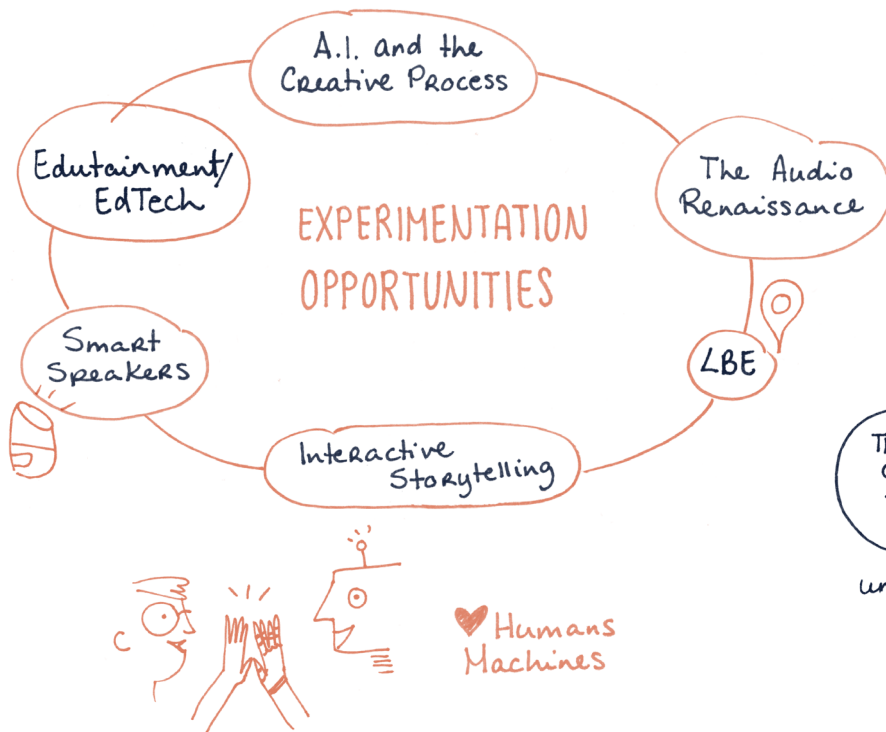 A.I. and the
Creative Process
Edutainment/
EdTech
The Audio
Renaissance
EXPERIMENTATION
OPPORTUNITIES
Smart
Speakers
LBE
Interactive
Storytelling
Humans
Machines